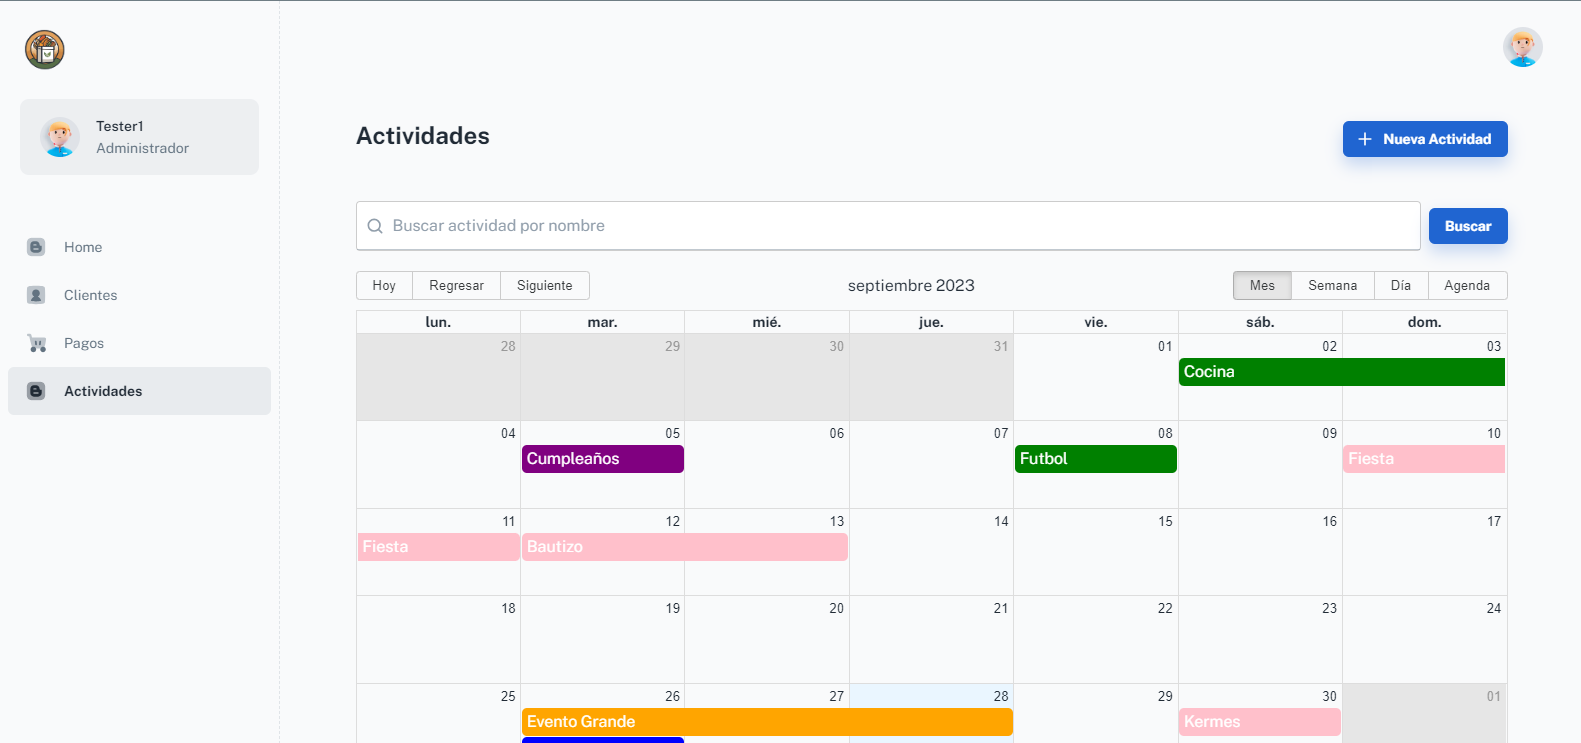 Tester1
Administrador
Home
Clientes
Pagos
Actividades
Actividades
Nueva Actividad
Buscar actividad por nombre
Buscar
Hoy Regresar Siguiente
septiembre 2023
Mes Semana Día Agenda
lun. mar. mié. jue. vie. sáb. dom.
28 29 30 31 01 02 03
Cocina
04 05 06 07 08 09 10
Cumpleaños Futbol Fiesta
11 12 13 14 15 16 17
Fiesta Bautizo
18 19 20 21 22 23 24
25 26 27 28 29 30 01
Evento Grande Kermes